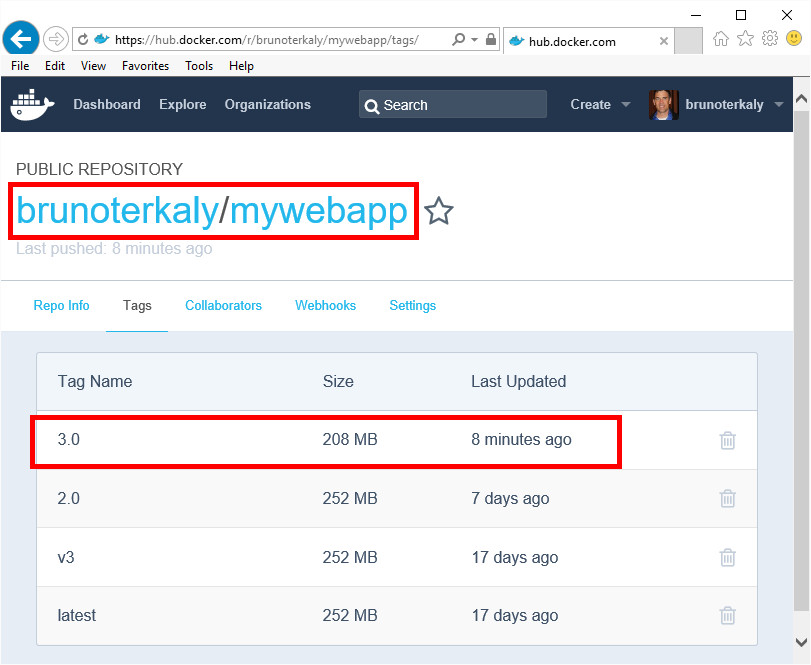 https://hub.docker.com/r/brunoterkaly/mywebapp/tags/ hub.docker.com
File Edit View Favorites Tools Help
Dashboard Explore Organizations Search Create brunoterkaly
PUBLIC REPOSITORY
brunoterkaly/mywebapp
Last pushed: 8 minutes ago
Repo Info Tags Collaborators Webhooks Settings
Tag Name Size Last Updated
3.0 208 MB 8 minutes ago
2.0 252 MB 7 days ago
v3 252 MB 17 days ago
latest 252 MB 17 days ago